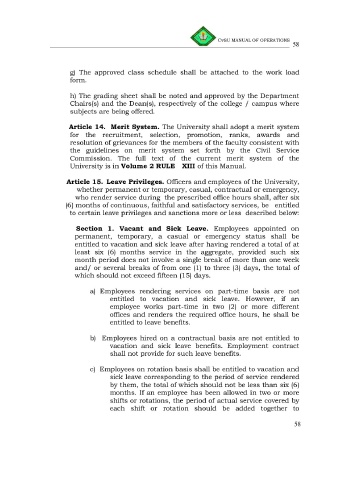 CvSU MANUAL OF OPERATIONS
58
g) The approved class schedule shall be attached to the work load
form.
h) The grading sheet shall be noted and approved by the Department
Chairs(s) and the Dean(s), respectively of the college / campus where
subjects are being offered.
Article 14. Merit System. The University shall adopt a merit system
for the recruitment, selection, promotion, ranks, awards and
resolution of grievances for the members of the faculty consistent with
the guidelines on merit system set forth by the Civil Service
Commission. The full text of the current merit system of the
University is in Volume 2 RULE XIII of this Manual.
Article 15. Leave Privileges. Officers and employees of the University,
whether permanent or temporary, casual, contractual or emergency,
who render service during the prescribed office hours shall, after six
(6) months of continuous, faithful and satisfactory services, be entitled
to certain leave privileges and sanctions more or less described below:
Section 1. Vacant and Sick Leave. Employees appointed on
permanent, temporary, a casual or emergency status shall be
entitled to vacation and sick leave after having rendered a total of at
least six (6) months service in the aggregate, provided such six
month period does not involve a single break of more than one week
and/ or several breaks of from one (1) to three (3) days, the total of
which should not exceed fifteen (15) days.
a) Employees rendering services on part-time basis are not
entitled to vacation and sick leave. However, if an
employee works part-time in two (2) or more different
offices and renders the required office hours, he shall be
entitled to leave benefits.
b) Employees hired on a contractual basis are not entitled to
vacation and sick leave benefits. Employment contract
shall not provide for such leave benefits.
c) Employees on rotation basis shall be entitled to vacation and
sick leave corresponding to the period of service rendered
by them, the total of which should not be less than six (6)
months. If an employee has been allowed in two or more
shifts or rotations, the period of actual service covered by
each shift or rotation should be added together to
58